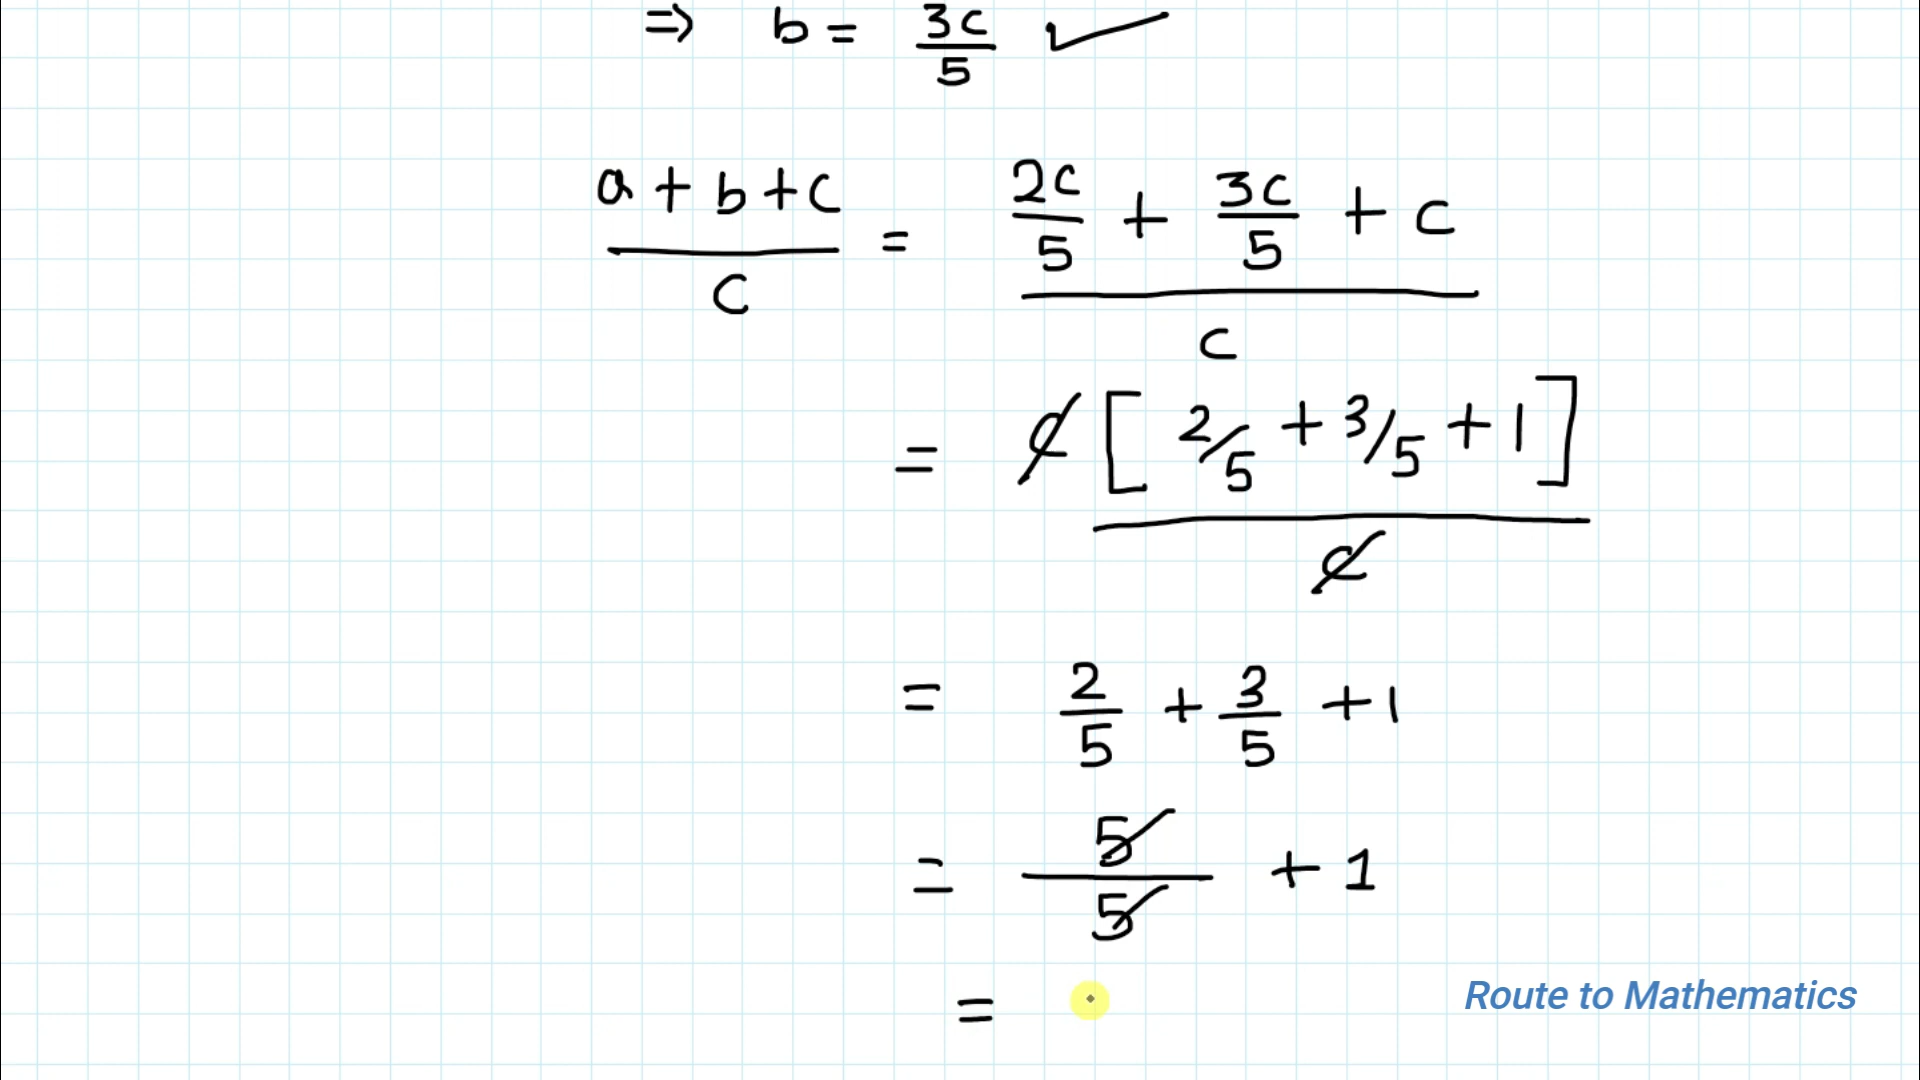 ⇒ b = 3c/5 ✓
(a + b + c)/c = (2c/5 + 3c/5 + c)/c
= c[2/5 + 3/5 + 1]/c
= 2/5 + 3/5 + 1
= 5/5 + 1
=
Route to Mathematics